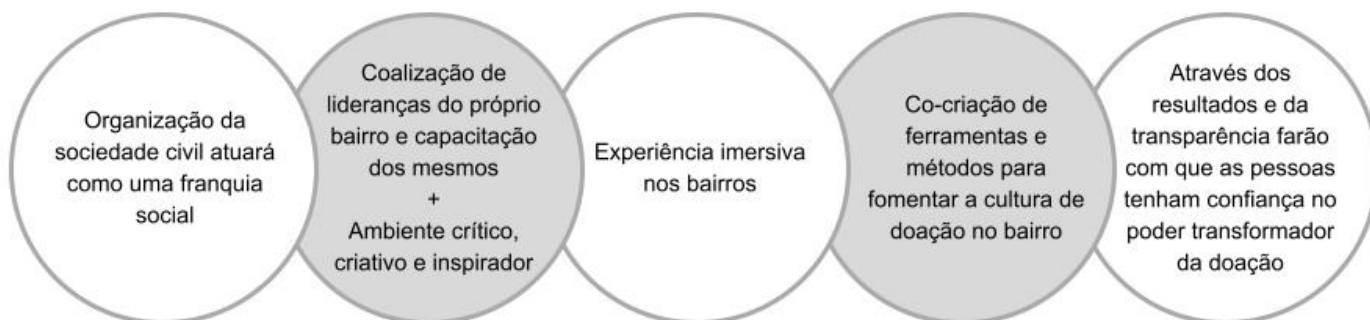 Organização da
sociedade civil atuará
como uma franquia
social
Coalização de
lideranças do próprio
bairro e capacitação
dos mesmos
+
Ambiente crítico,
criativo e inspirador
Experiência imersiva
nos bairros
Co-criação de
ferramentas e
métodos para
fomentar a cultura de
doação no bairro
Através dos
resultados e da
transparência farão
com que as pessoas
tenham confiança no
poder transformador
da doação